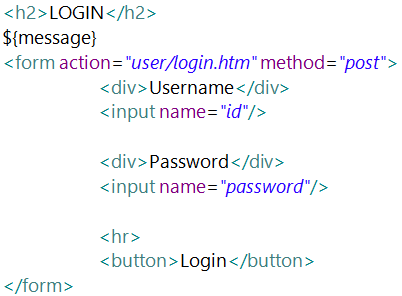 <h2>LOGIN</h2>
${message}
<form action="user/login.htm" method="post">
<div>Username</div>
<input name="id"/>
<div>Password</div>
<input name="password"/>
<hr>
<button>Login</button>
</form>